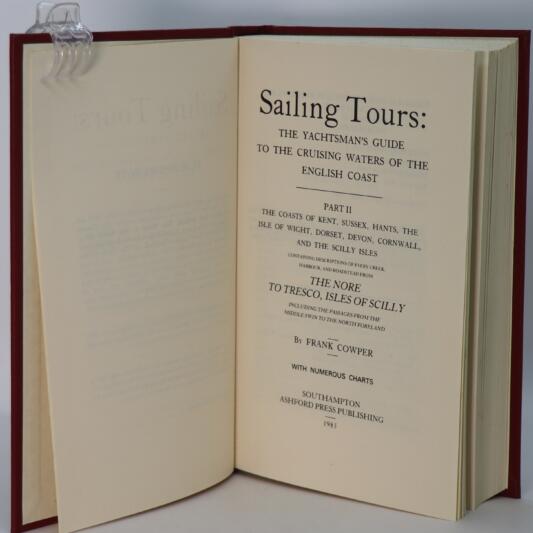 Sailing Tours:
THE YACHTSMAN'S GUIDE
TO THE CRUISING WATERS OF THE
ENGLISH COAST
PART II
THE COASTS OF KENT, SUSSEX, HANTS, THE
ISLE OF WIGHT, DORSET, DEVON, CORNWALL,
AND THE SCILLY ISLES
CONTAINING DESCRIPTIONS OF EVERY CREEK,
HARBOUR, AND ROADSTEAD FROM
THE NORE
TO TRESCO, ISLES OF SCILLY
INCLUDING THE PASSAGES FROM THE
MIDDLE SWIN TO THE NORTH FORELAND
BY FRANK COWPER
WITH NUMEROUS CHARTS
SOUTHAMPTON
ASHFORD PRESS PUBLISHING